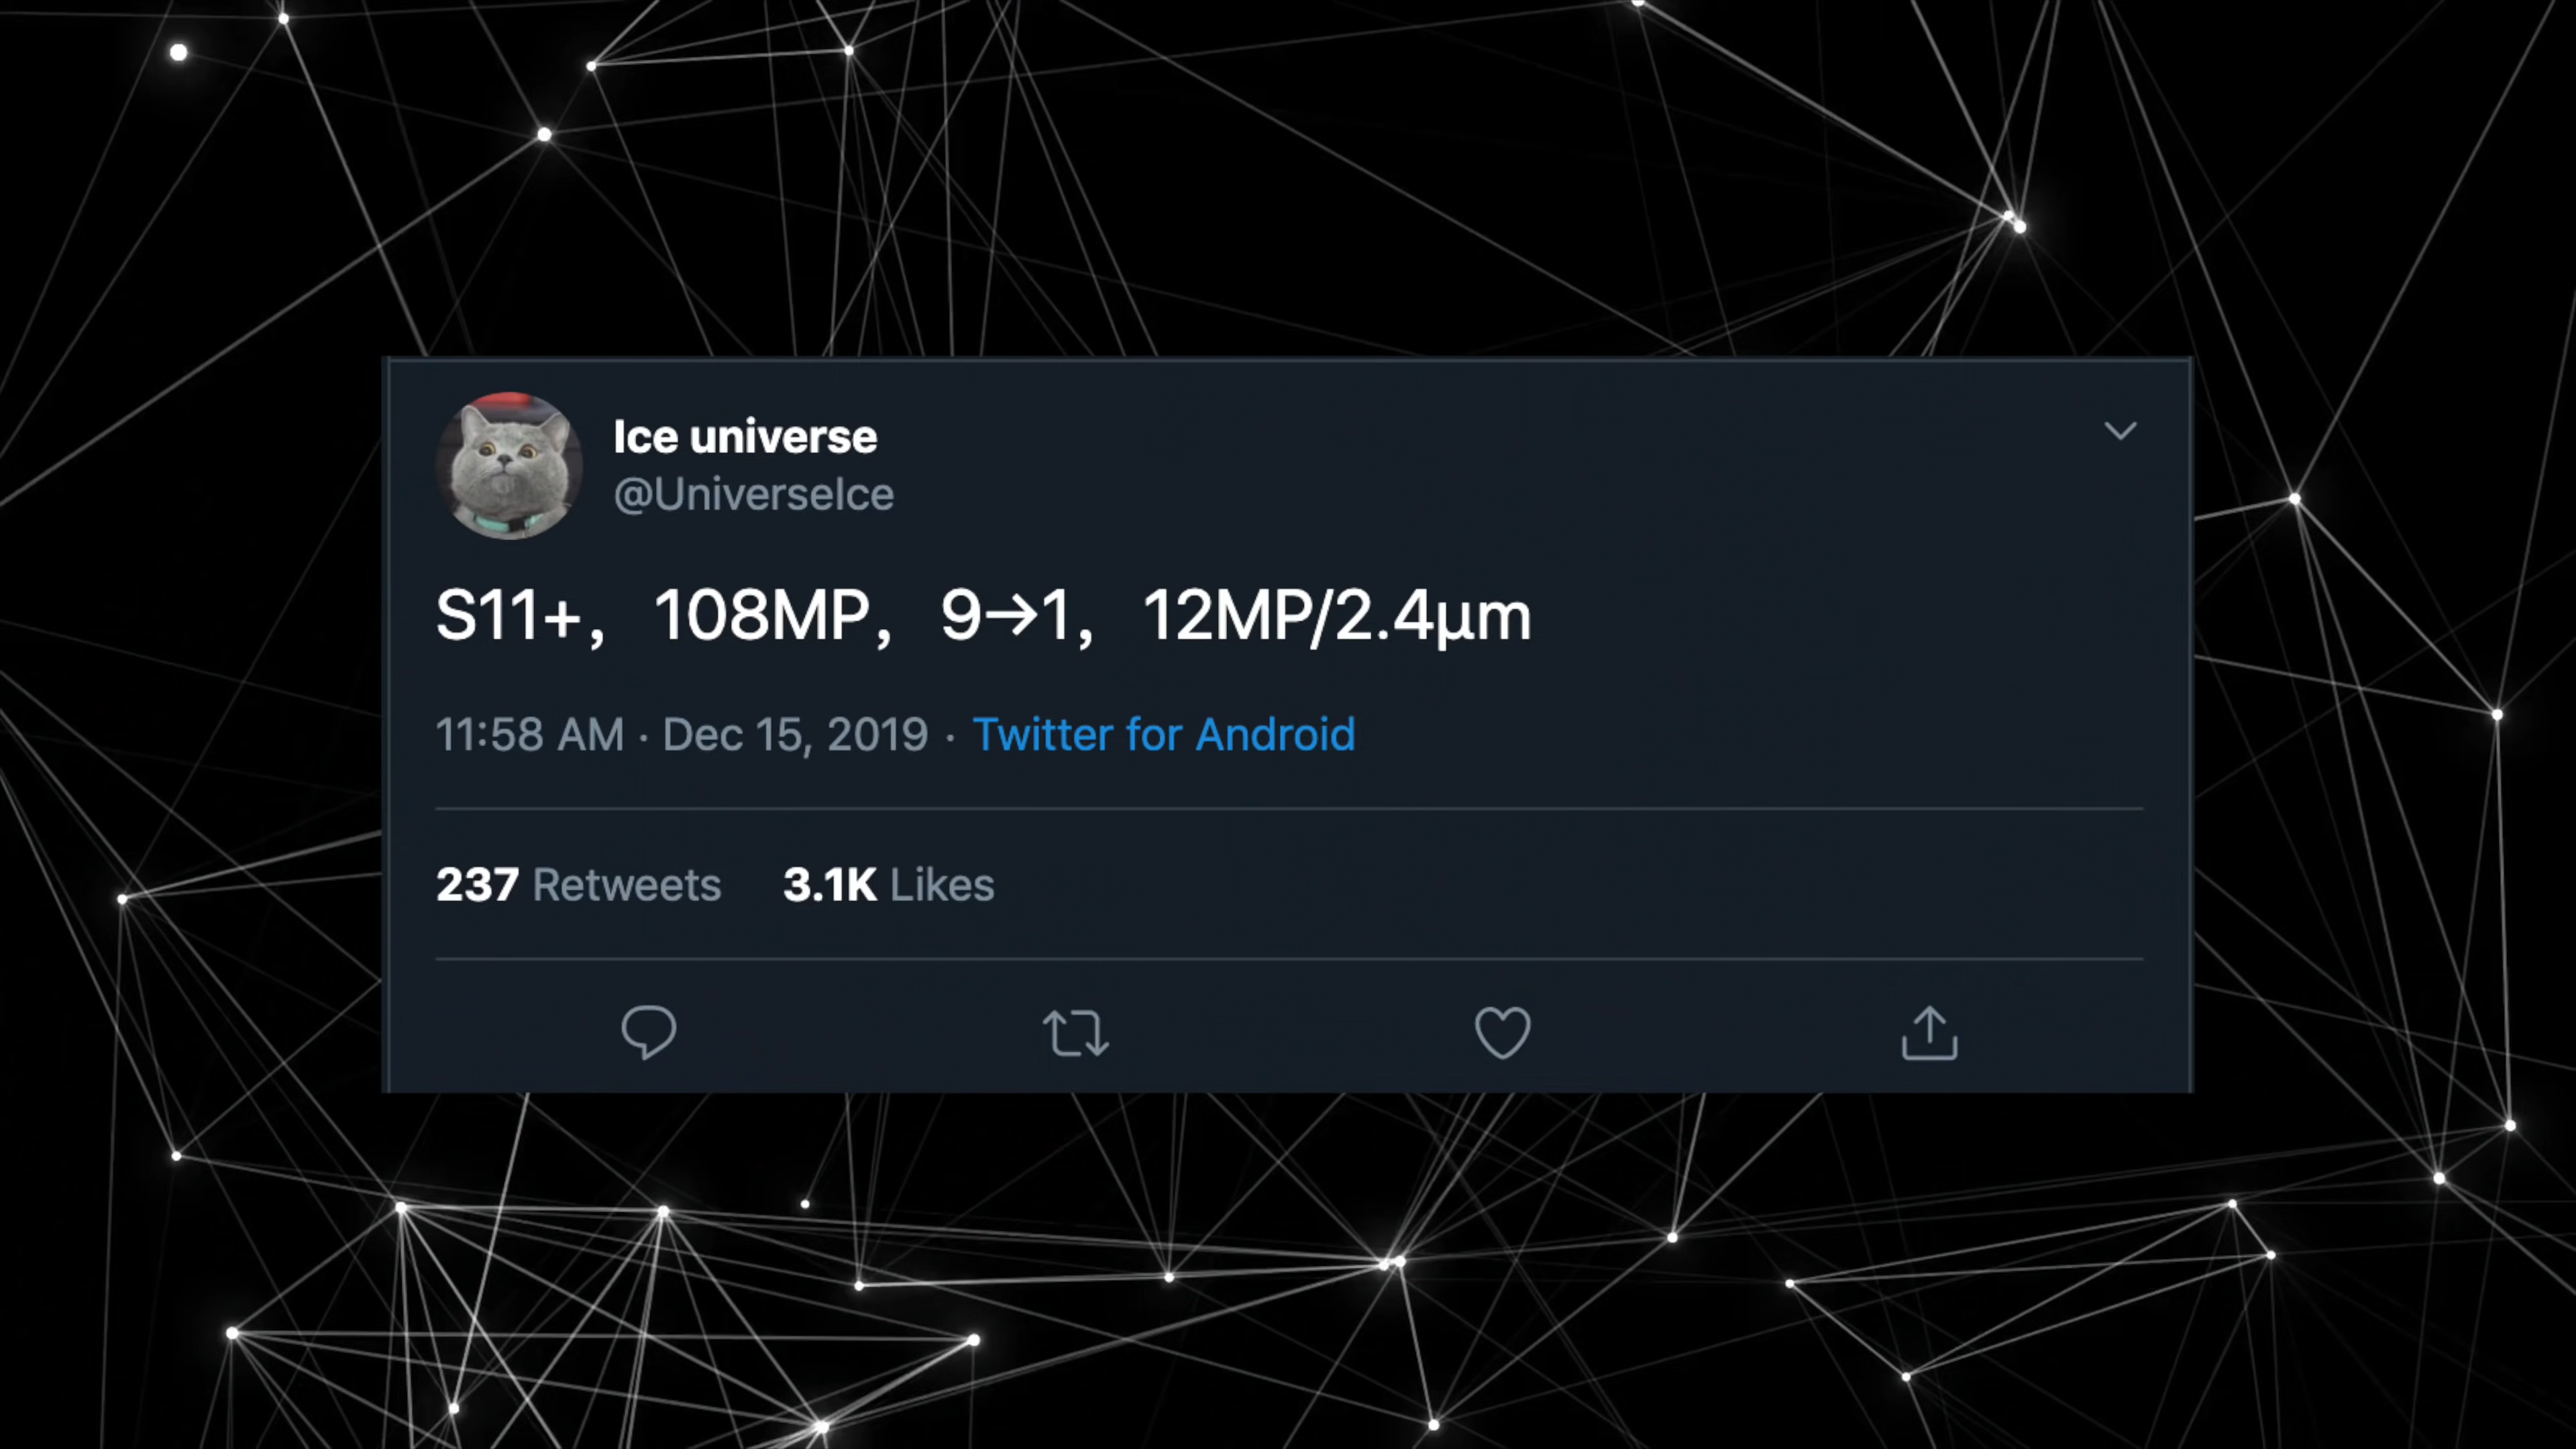 Ice universe
@UniverseIce
S11+， 108MP， 9→1， 12MP/2.4μm
11:58 AM · Dec 15, 2019 · Twitter for Android
237 Retweets 3.1K Likes